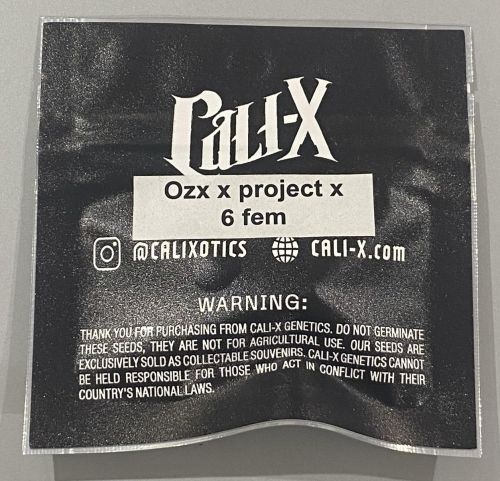 CALI-X
Ozx x project x
6 fem
@CALIXOTICS CALI-X.com
WARNING:
THANK YOU FOR PURCHASING FROM CALI-X GENETICS. DO NOT GERMINATE
THESE SEEDS, THEY ARE NOT FOR AGRICULTURAL USE. OUR SEEDS ARE
EXCLUSIVELY SOLD AS COLLECTABLE SOUVENIRS. CALI-X GENETICS CANNOT
BE HELD RESPONSIBLE FOR THOSE WHO ACT IN CONFLICT WITH THEIR
COUNTRY'S NATIONAL LAWS.